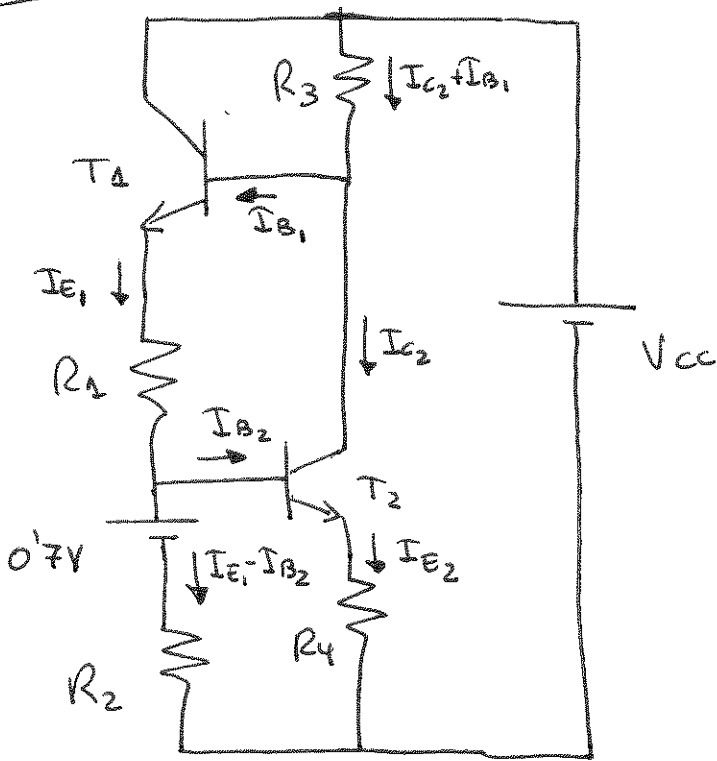 R3
IC2+IB1
T1
IB1
IE1
IC2
VCC
R1
IB2
T2
0'7V
IE1-IB2
IE2
R4
R2